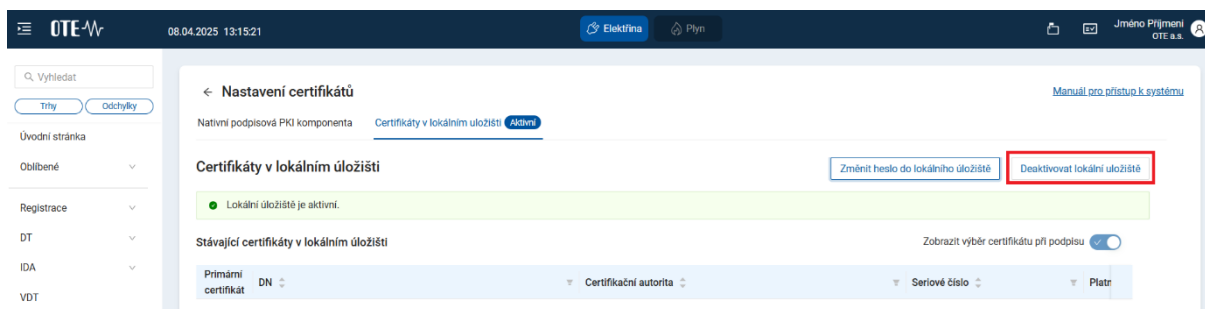 OTE
08.04.2025 13:15:21
Elektřina
Plyn
Jméno Příjmení
OTE a.s.
Vyhledat
Trhy
Odchylky
Úvodní stránka
Oblíbené
Registrace
DT
IDA
VDT
← Nastavení certifikátů
Manuál pro přístup k systému
Nativní podpisová PKI komponenta
Certifikáty v lokálním uložišti Aktivní
Certifikáty v lokálním úložišti
Změnit heslo do lokálního úložiště
Deaktivovat lokální uložiště
Lokální úložiště je aktivní.
Stávající certifikáty v lokálním úložišti
Zobrazit výběr certifikátu při podpisu
Primární
certifikát
DN
Certifikační autorita
Seriové číslo
Platn